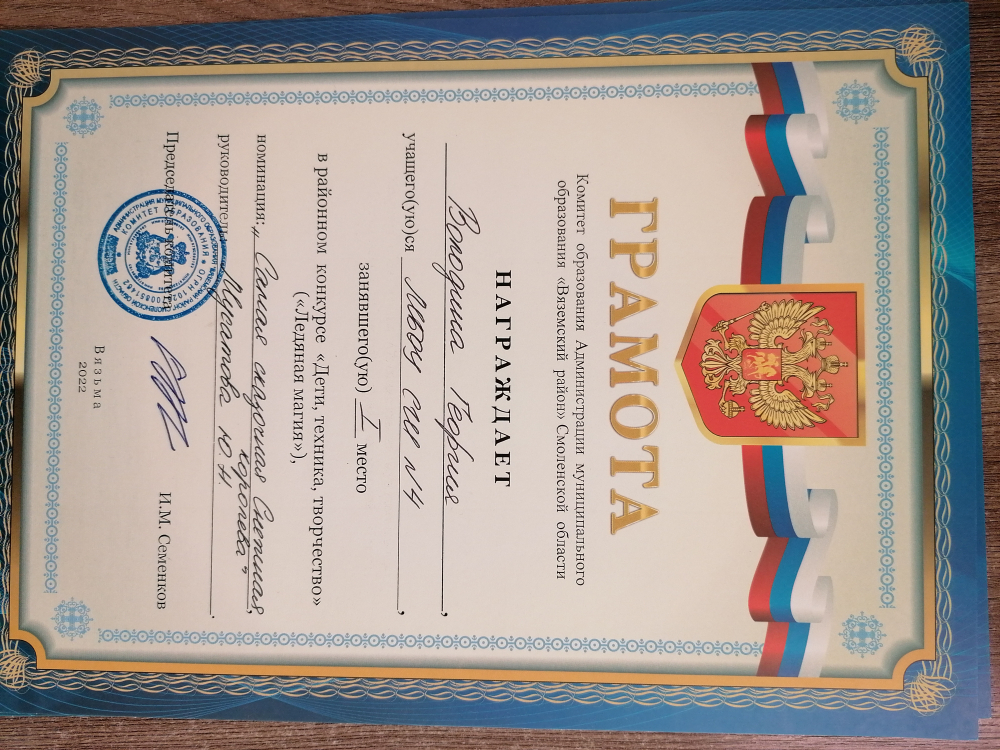 ГРАМОТА
Комитет образования Администрации муниципального
образования «Вяземский район» Смоленской области
НАГРАЖДАЕТ
Володина Георгия,
учащего(ую)ся МБОУ СШ №4,
занявшего(ую) I место
в районном конкурсе «Дети, техника, творчество»
(«Ледяная магия»),
номинация: „Самая сказочная Снежная
королева“,
руководитель Ю.Н.
Председатель комитета И.М. Семенков
Вязьма
2022